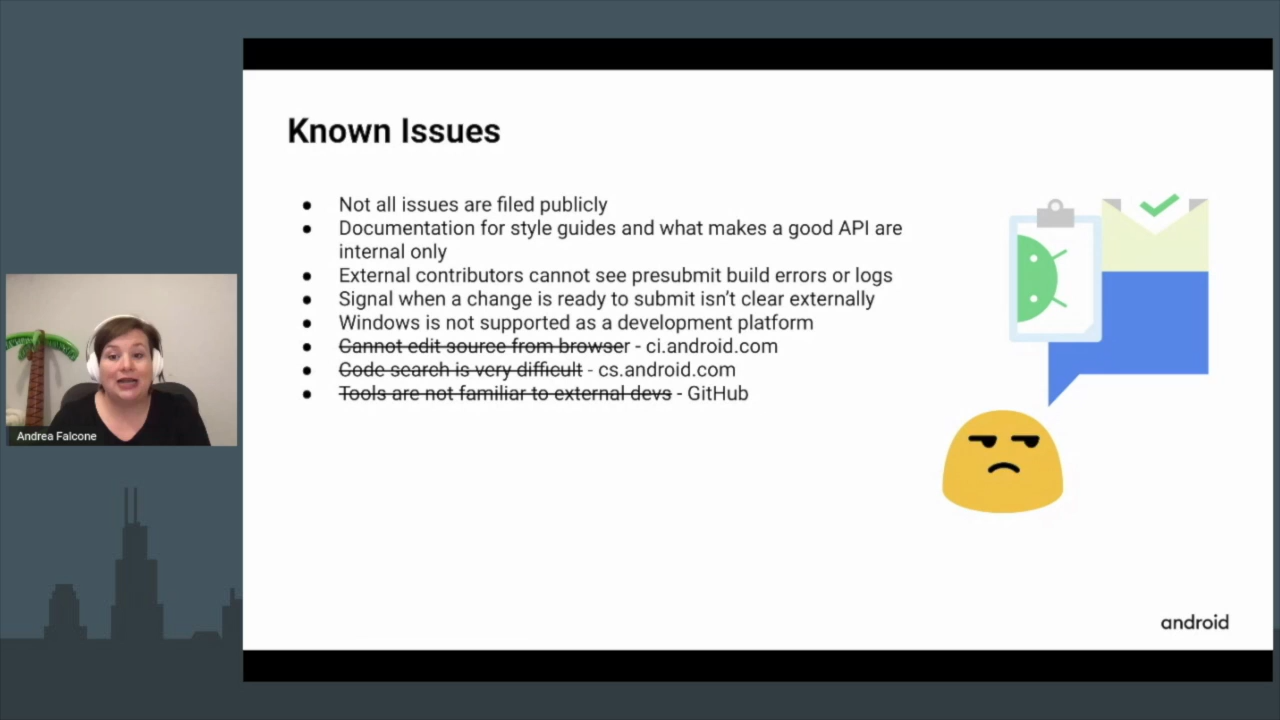 Known Issues
● Not all issues are filed publicly
● Documentation for style guides and what makes a good API are
internal only
● External contributors cannot see presubmit build errors or logs
● Signal when a change is ready to submit isn’t clear externally
● Windows is not supported as a development platform
● Cannot edit source from browser - ci.android.com
● Code search is very difficult - cs.android.com
● Tools are not familiar to external devs - GitHub
Andrea Falcone
android